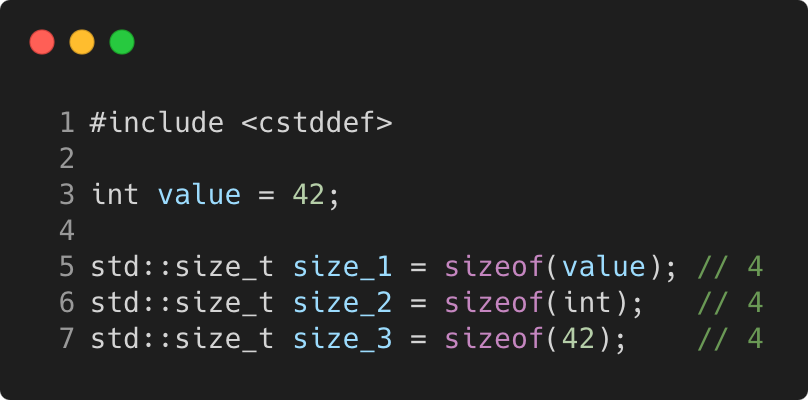 1 #include <cstddef>
2
3 int value = 42;
4
5 std::size_t size_1 = sizeof(value); // 4
6 std::size_t size_2 = sizeof(int);   // 4
7 std::size_t size_3 = sizeof(42);    // 4